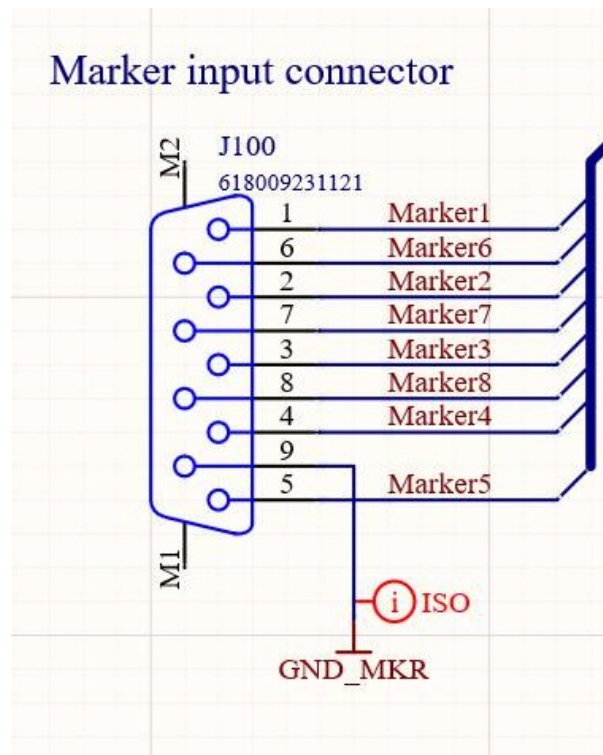 Marker input connector
M2
J100
618009231121
1 Marker1
6 Marker6
2 Marker2
7 Marker7
3 Marker3
8 Marker8
4 Marker4
9
5 Marker5
M1
i ISO
GND_MKR